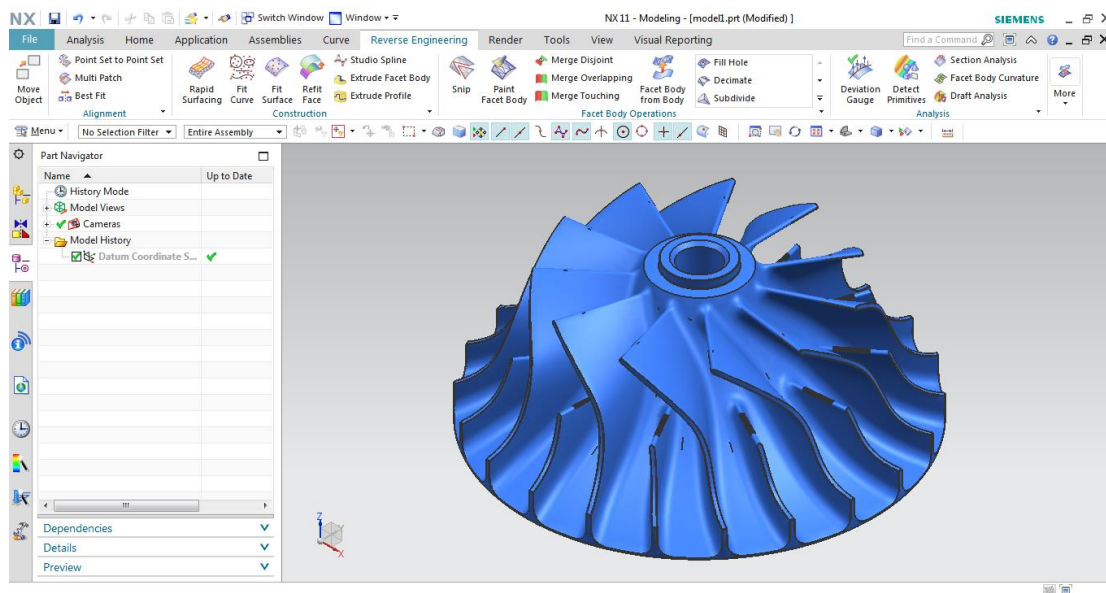 NX Switch Window Window NX 11 - Modeling - [model1.prt (Modified) ] SIEMENS
File Analysis Home Application Assemblies Curve Reverse Engineering Render Tools View Visual Reporting Find a Command
Point Set to Point Set Studio Spline Merge Disjoint Fill Hole Section Analysis
Multi Patch Extrude Facet Body Merge Overlapping Decimate Facet Body Curvature
Best Fit Extrude Profile Merge Touching Subdivide Draft Analysis
Move Object Rapid Surfacing Fit Curve Fit Surface Refit Face Snip Paint Facet Body Facet Body from Body Deviation Gauge Detect Primitives More
Alignment Construction Facet Body Operations Analysis
Menu No Selection Filter Entire Assembly
Part Navigator
Name Up to Date
History Mode
Model Views
Cameras
Model History
Datum Coordinate S...
Dependencies
Details
Preview
Z
X